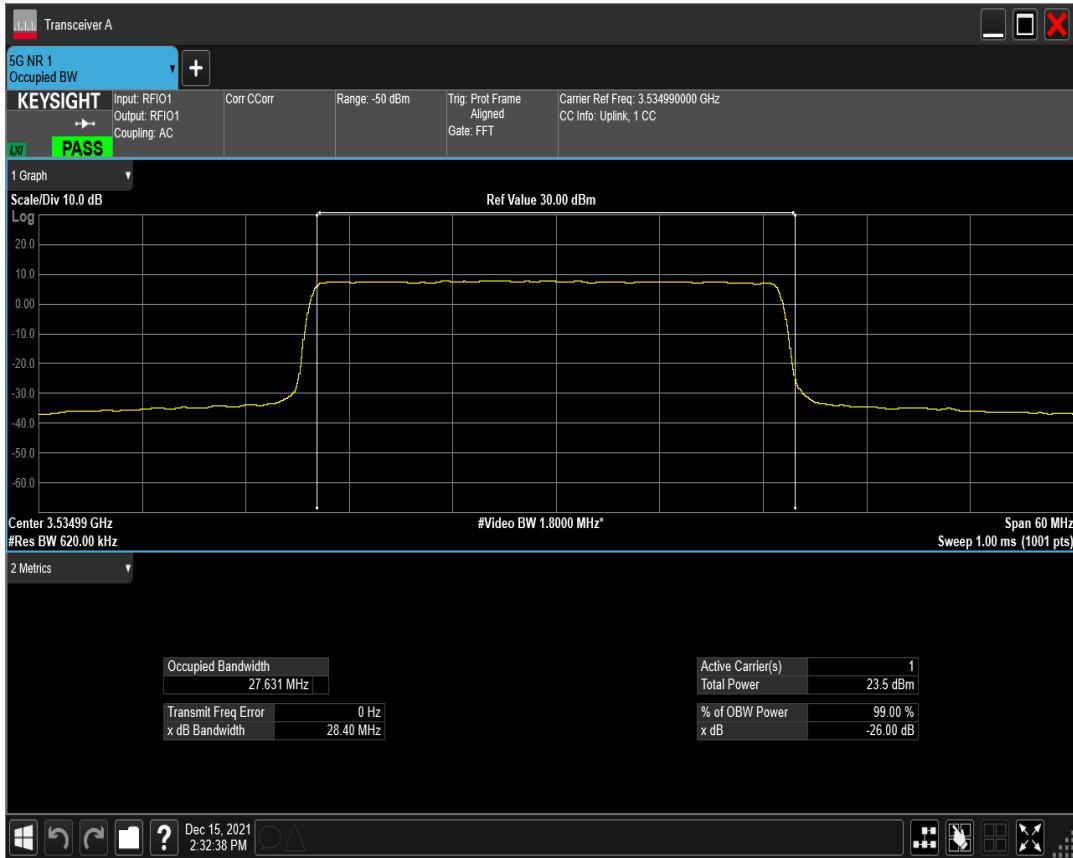 Transceiver A
5G NR 1
Occupied BW
+
KEYSIGHT
LXI
PASS
Input: RFIO1
Output: RFIO1
Coupling: AC
Corr CCorr
Range: -50 dBm
Trig: Prot Frame
Aligned
Gate: FFT
Carrier Ref Freq: 3.534990000 GHz
CC Info: Uplink, 1 CC
1 Graph
Scale/Div 10.0 dB
Ref Value 30.00 dBm
Log
20.0
10.0
0.00
-10.0
-20.0
-30.0
-40.0
-50.0
-60.0
Center 3.53499 GHz
#Video BW 1.8000 MHz*
Span 60 MHz
#Res BW 620.00 kHz
Sweep 1.00 ms (1001 pts)
2 Metrics
Occupied Bandwidth
27.631 MHz
Transmit Freq Error 0 Hz
x dB Bandwidth 28.40 MHz
Active Carrier(s) 1
Total Power 23.5 dBm
% of OBW Power 99.00 %
x dB -26.00 dB
?
Dec 15, 2021
2:32:38 PM